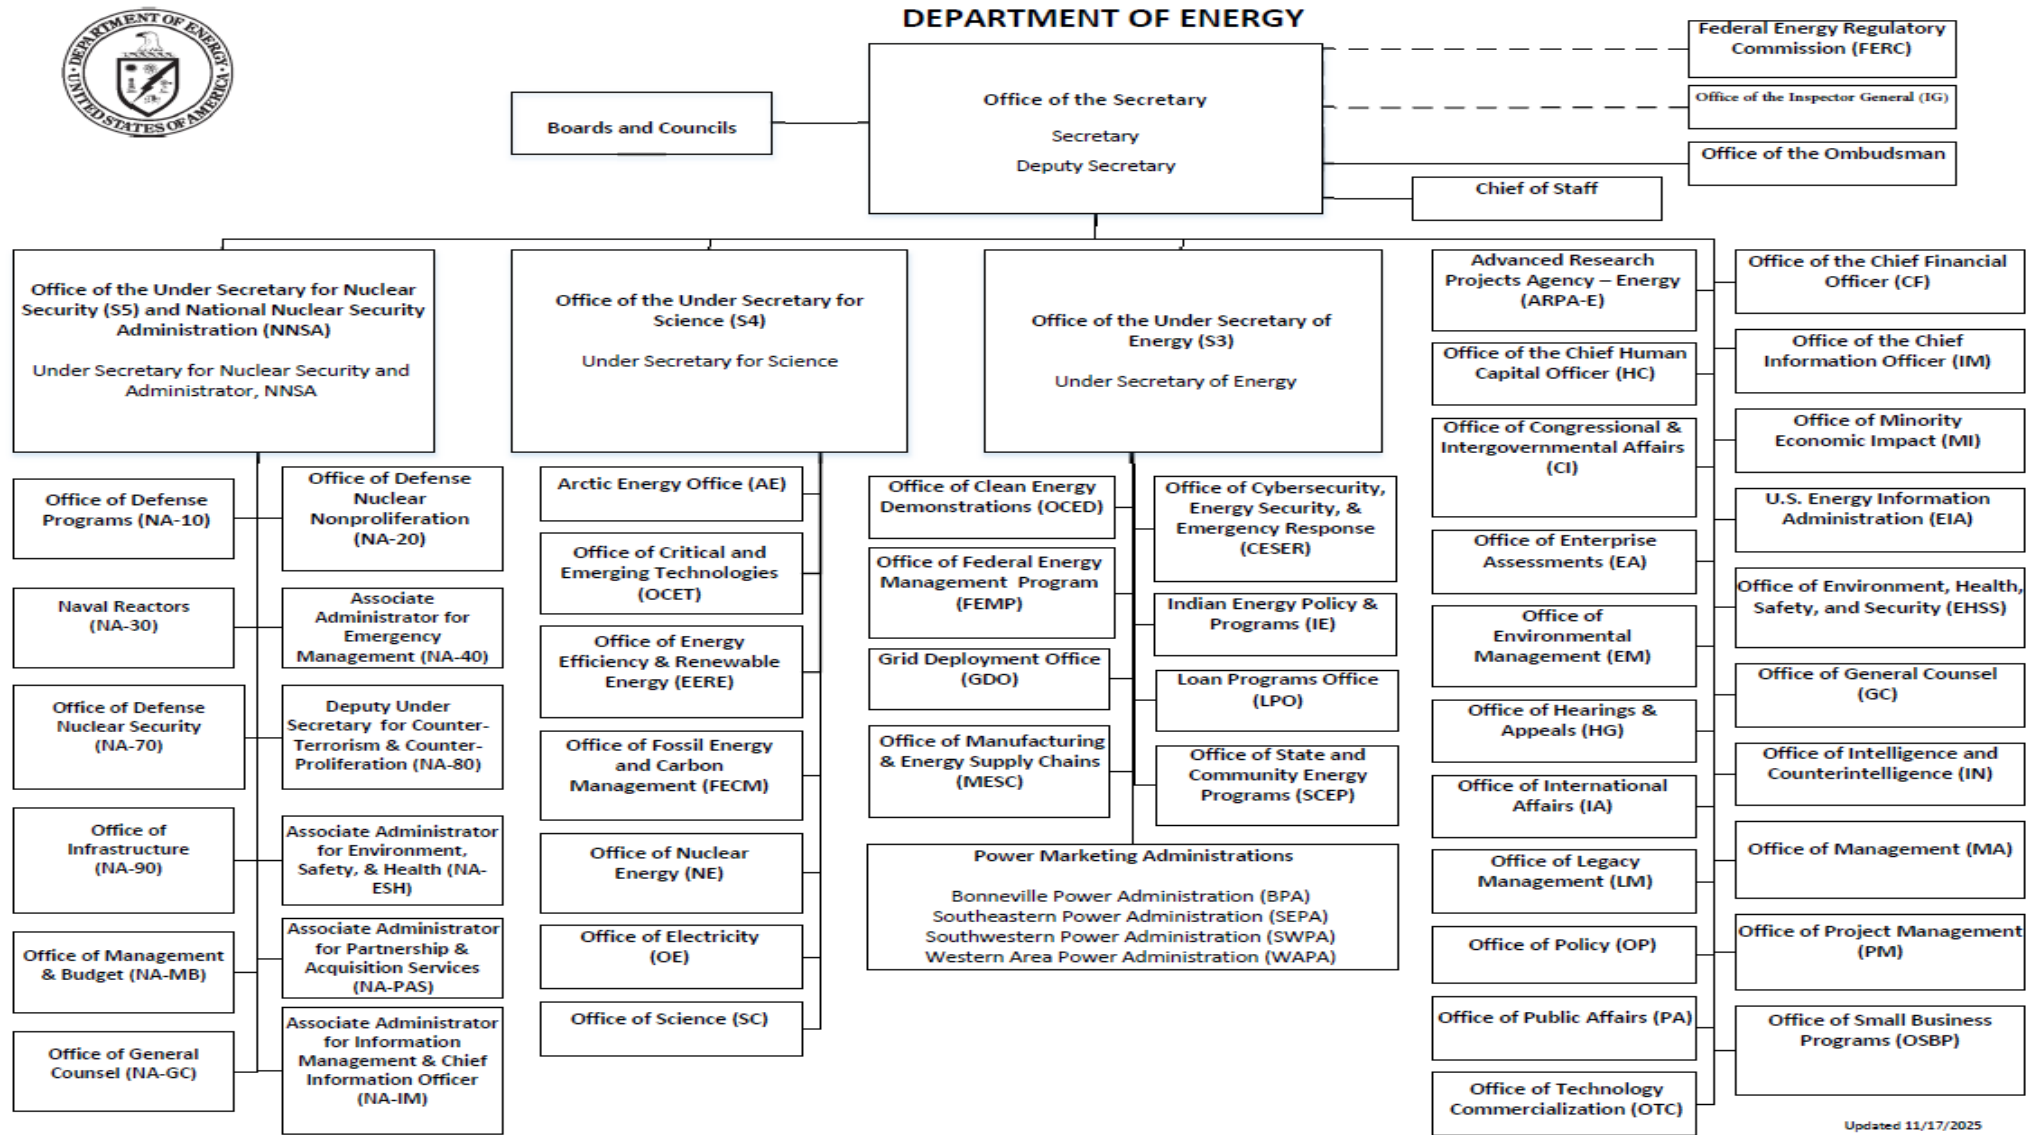 DEPARTMENT OF ENERGY
DEPARTMENT OF ENERGY
UNITED STATES OF AMERICA
Federal Energy Regulatory
Commission (FERC)
Office of the Inspector General (IG)
Office of the Ombudsman
Chief of Staff
Office of the Secretary
Secretary
Deputy Secretary
Boards and Councils
Office of the Under Secretary for Nuclear
Security (S5) and National Nuclear Security
Administration (NNSA)
Under Secretary for Nuclear Security and
Administrator, NNSA
Office of Defense
Programs (NA-10)
Office of Defense
Nuclear
Nonproliferation
(NA-20)
Naval Reactors
(NA-30)
Associate
Administrator for
Emergency
Management (NA-40)
Office of Defense
Nuclear Security
(NA-70)
Deputy Under
Secretary for Counter-
Terrorism & Counter-
Proliferation (NA-80)
Office of
Infrastructure
(NA-90)
Associate Administrator
for Environment,
Safety, & Health (NA-
ESH)
Office of Management
& Budget (NA-MB)
Associate Administrator
for Partnership &
Acquisition Services
(NA-PAS)
Office of General
Counsel (NA-GC)
Associate Administrator
for Information
Management & Chief
Information Officer
(NA-IM)
Office of the Under Secretary for
Science (S4)
Under Secretary for Science
Arctic Energy Office (AE)
Office of Critical and
Emerging Technologies
(OCET)
Office of Energy
Efficiency & Renewable
Energy (EERE)
Office of Fossil Energy
and Carbon
Management (FECM)
Office of Nuclear
Energy (NE)
Office of Electricity
(OE)
Office of Science (SC)
Office of the Under Secretary of
Energy (S3)
Under Secretary of Energy
Office of Clean Energy
Demonstrations (OCED)
Office of Cybersecurity,
Energy Security, &
Emergency Response
(CESER)
Office of Federal Energy
Management Program
(FEMP)
Indian Energy Policy &
Programs (IE)
Grid Deployment Office
(GDO)
Loan Programs Office
(LPO)
Office of Manufacturing
& Energy Supply Chains
(MESC)
Office of State and
Community Energy
Programs (SCEP)
Power Marketing Administrations
Bonneville Power Administration (BPA)
Southeastern Power Administration (SEPA)
Southwestern Power Administration (SWPA)
Western Area Power Administration (WAPA)
Advanced Research
Projects Agency – Energy
(ARPA-E)
Office of the Chief Human
Capital Officer (HC)
Office of Congressional &
Intergovernmental Affairs
(CI)
Office of Enterprise
Assessments (EA)
Office of
Environmental
Management (EM)
Office of Hearings &
Appeals (HG)
Office of International
Affairs (IA)
Office of Legacy
Management (LM)
Office of Policy (OP)
Office of Public Affairs (PA)
Office of Technology
Commercialization (OTC)
Office of the Chief Financial
Officer (CF)
Office of the Chief
Information Officer (IM)
Office of Minority
Economic Impact (MI)
U.S. Energy Information
Administration (EIA)
Office of Environment, Health,
Safety, and Security (EHSS)
Office of General Counsel
(GC)
Office of Intelligence and
Counterintelligence (IN)
Office of Management (MA)
Office of Project Management
(PM)
Office of Small Business
Programs (OSBP)
Updated 11/17/2025